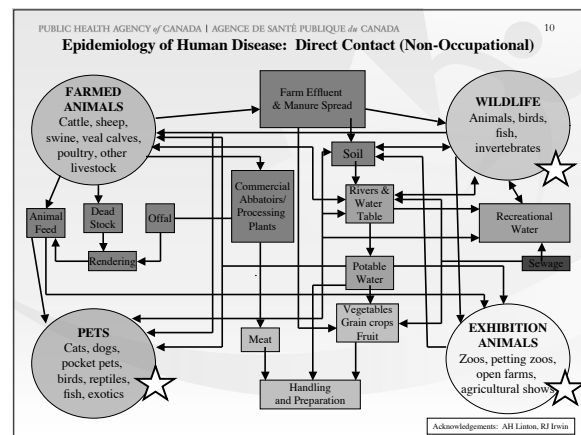 PUBLIC HEALTH AGENCY of CANADA | AGENCE DE SANTÉ PUBLIQUE du CANADA
10
Epidemiology of Human Disease: Direct Contact (Non-Occupational)
FARMED
ANIMALS
Cattle, sheep,
swine, veal calves,
poultry, other
livestock
Farm Effluent
& Manure Spread
WILDLIFE
Animals, birds,
fish,
invertebrates
Soil
Commercial
Abbatoirs/
Processing
Plants
Rivers &
Water
Table
Animal
Feed
Dead
Stock
Offal
Recreational
Water
Rendering
Potable
Water
Sewage
Vegetables
Grain crops
Fruit
Meat
PETS
Cats, dogs,
pocket pets,
birds, reptiles,
fish, exotics
EXHIBITION
ANIMALS
Zoos, petting zoos,
open farms,
agricultural shows
Handling
and Preparation
Acknowledgements: AH Linton, RJ Irwin